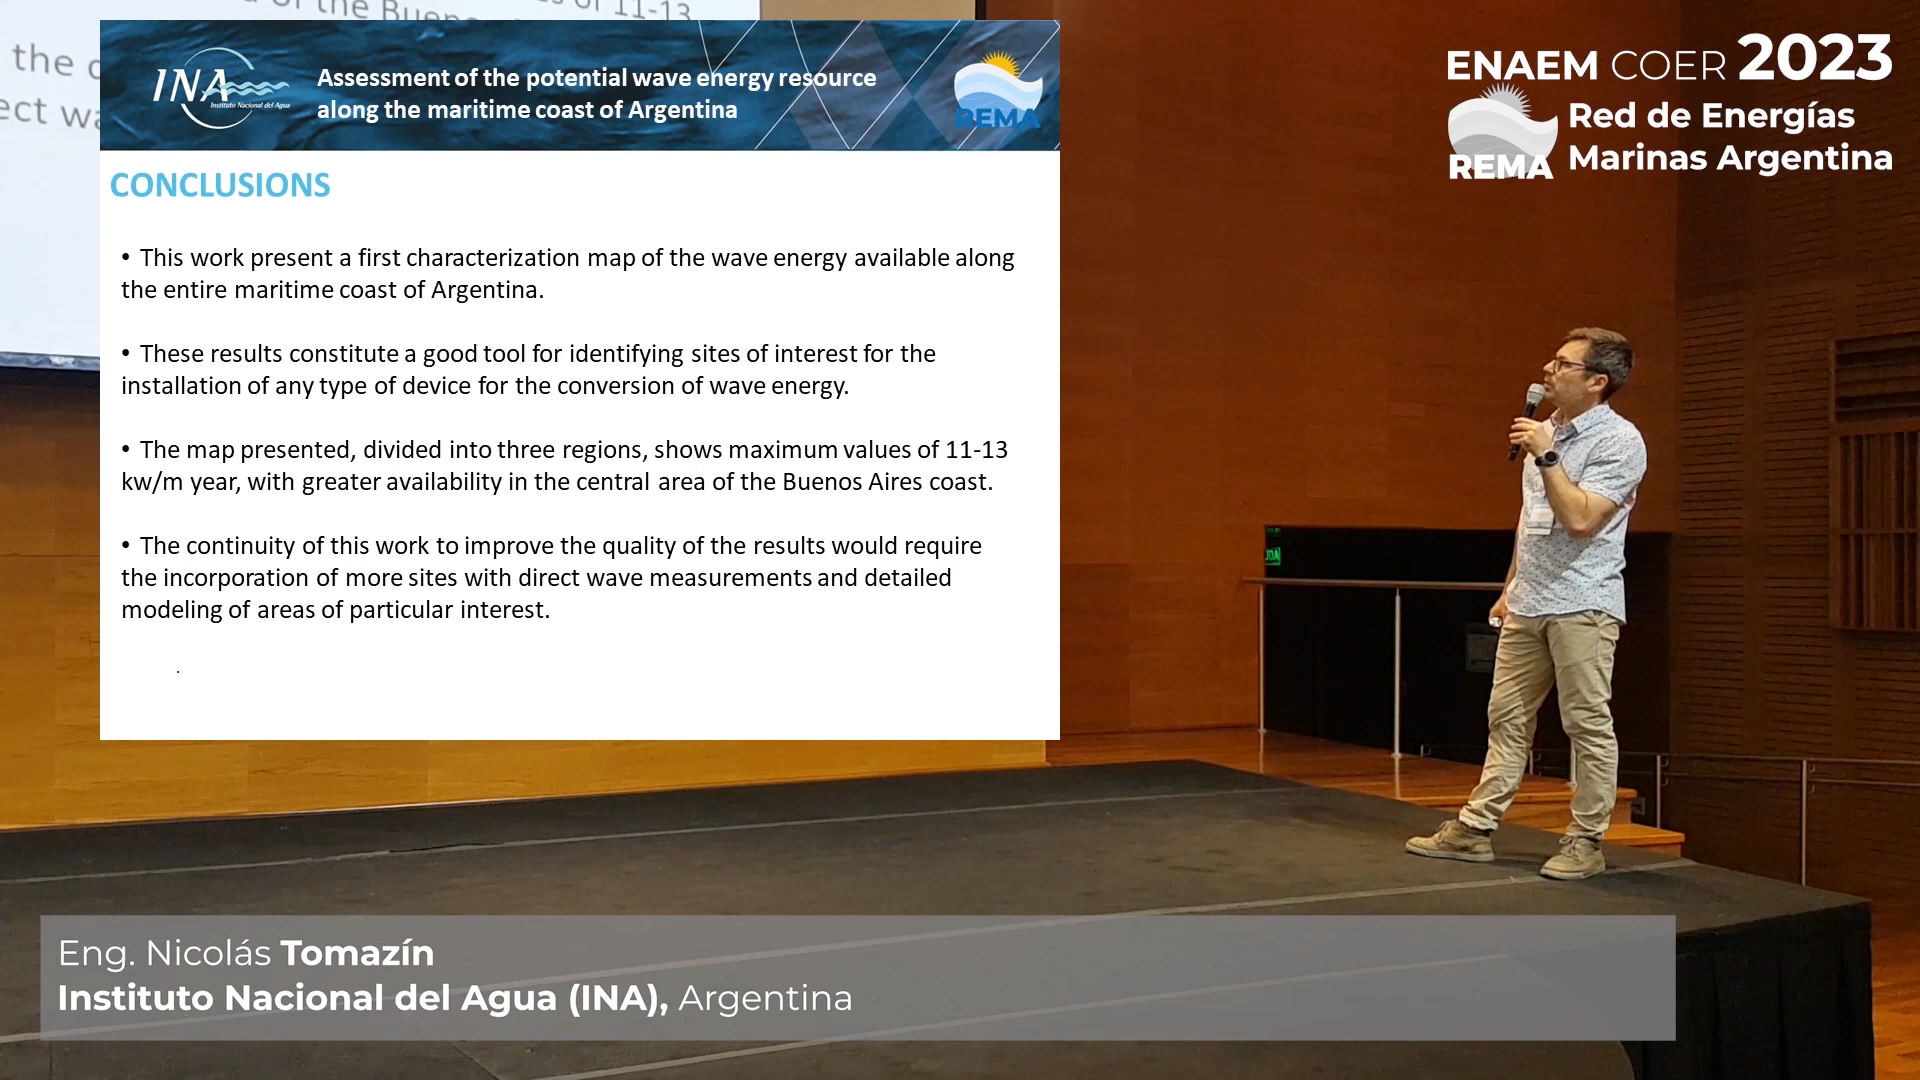 of the Buen
of 11-13
the
ect wa
INA
Instituto Nacional del Agua
Assessment of the potential wave energy resource
along the maritime coast of Argentina
REMA
CONCLUSIONS
• This work present a first characterization map of the wave energy available along
the entire maritime coast of Argentina.
• These results constitute a good tool for identifying sites of interest for the
installation of any type of device for the conversion of wave energy.
• The map presented, divided into three regions, shows maximum values of 11-13
kw/m year, with greater availability in the central area of the Buenos Aires coast.
• The continuity of this work to improve the quality of the results would require
the incorporation of more sites with direct wave measurements and detailed
modeling of areas of particular interest.
.
ENAEM COER 2023
REMA
Red de Energías
Marinas Argentina
Eng. Nicolás Tomazín
Instituto Nacional del Agua (INA), Argentina